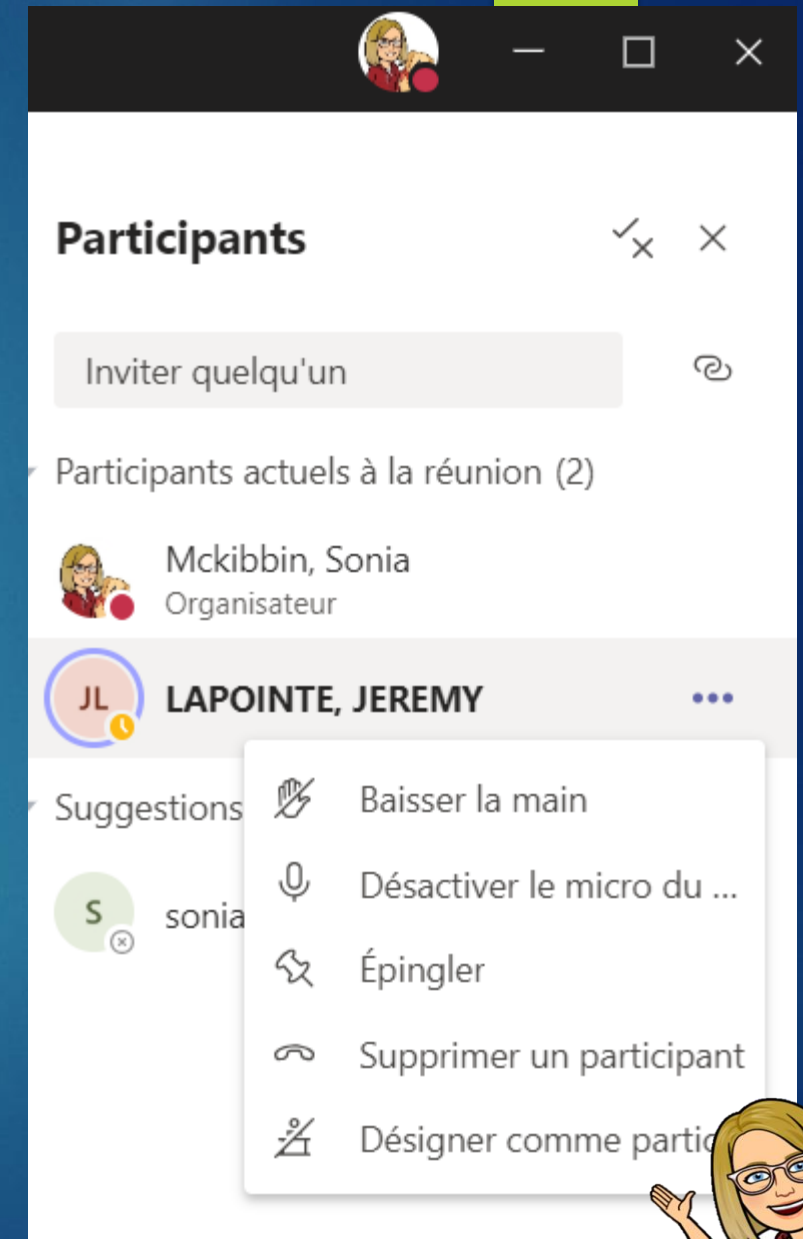 Participants
Inviter quelqu'un
Participants actuels à la réunion (2)
Mckibbin, Sonia
Organisateur
JL LAPOINTE, JEREMY
Suggestions
S sonia
Baisser la main
Désactiver le micro du ...
Épingler
Supprimer un participant
Désigner comme partic